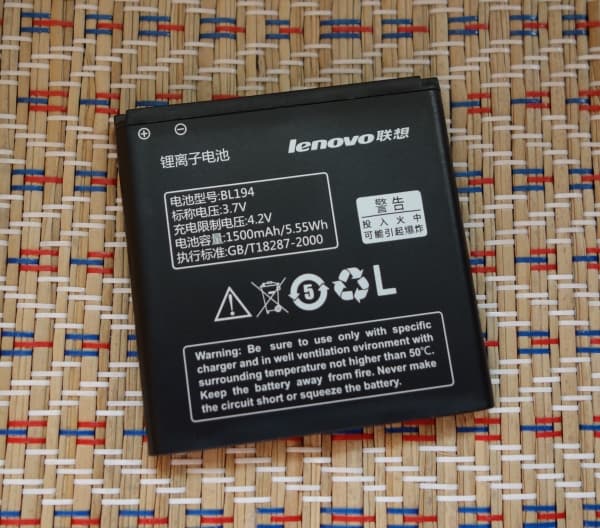 锂离子电池
lenovo联想
电池型号:BL194
标称电压:3.7V
充电限制电压:4.2V
电池容量:1500mAh/5.55Wh
执行标准:GB/T18287-2000
警告
投入火中
可能引起爆炸
5
L
Warning: Be sure to use only with specific
charger and in well ventilation evironment with
surrounding temperature not higher than 50℃.
Keep the battery away from fire. Never make
the circuit short or squeeze the battery.